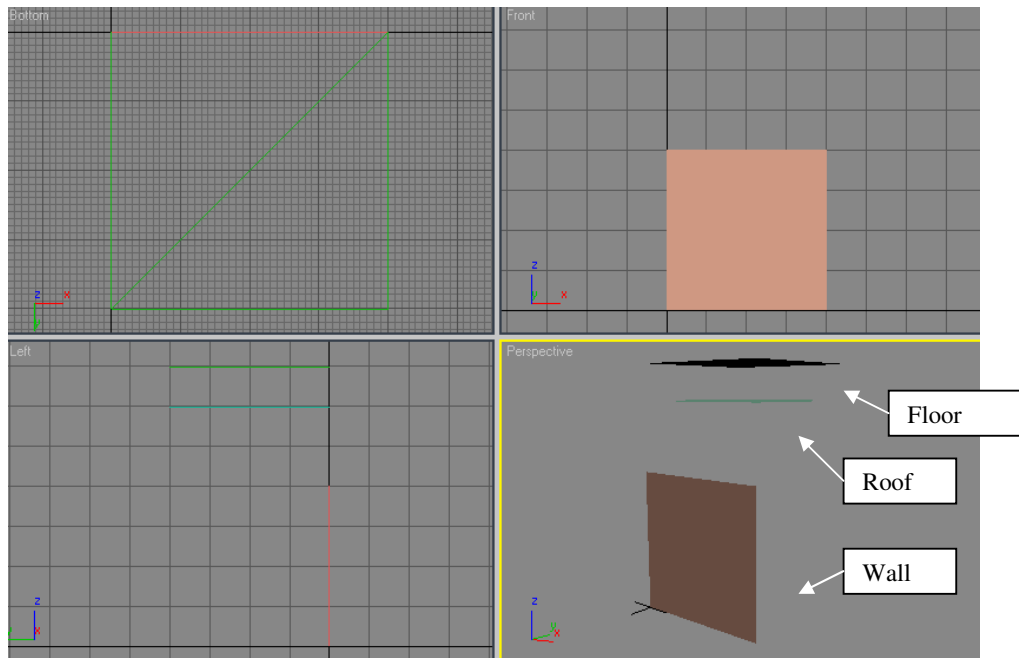 Bottom
Front
z
x
y
z
y
x
Left
Perspective
Floor
Roof
Wall
z
y
x
z
y
x